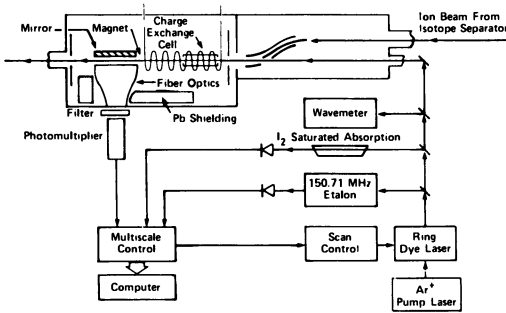 Mirror
Magnet
Charge
Exchange
Cell
Ion Beam From
Isotope Separator
Fiber Optics
Filter
Pb Shielding
Photomultiplier
Wavemeter
I2 Saturated Absorption
150.71 MHz
Etalon
Multiscale
Control
Scan
Control
Ring
Dye Laser
Computer
Ar+
Pump Laser